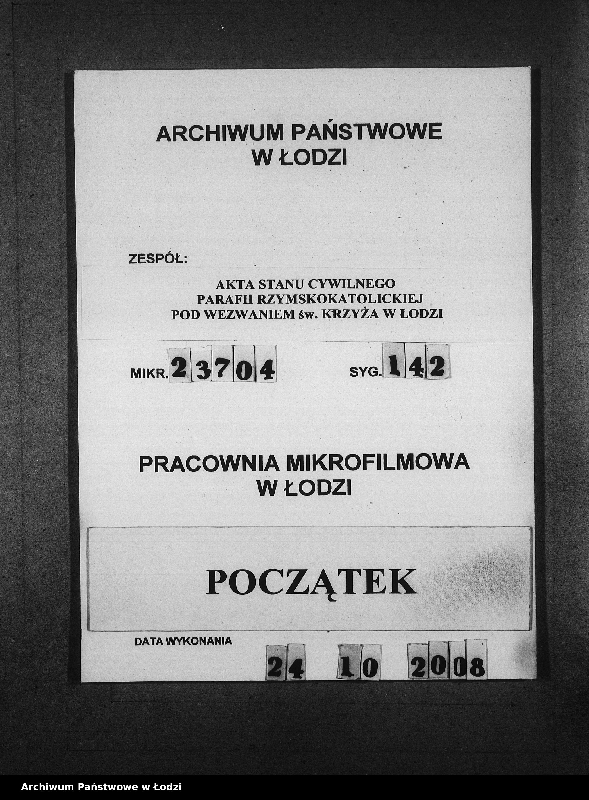 ARCHIWUM PAŃSTWOWE
W ŁODZI
ZESPÓŁ:
AKTA STANU CYWILNEGO
PARAFII RZYMSKOKATOLICKIEJ
POD WEZWANIEM św. KRZYŻA W ŁODZI
MIKR. 23704 SYG. 142
PRACOWNIA MIKROFILMOWA
W ŁODZI
POCZĄTEK
DATA WYKONANIA
24 10 2008
Archiwum Państwowe w Łodzi